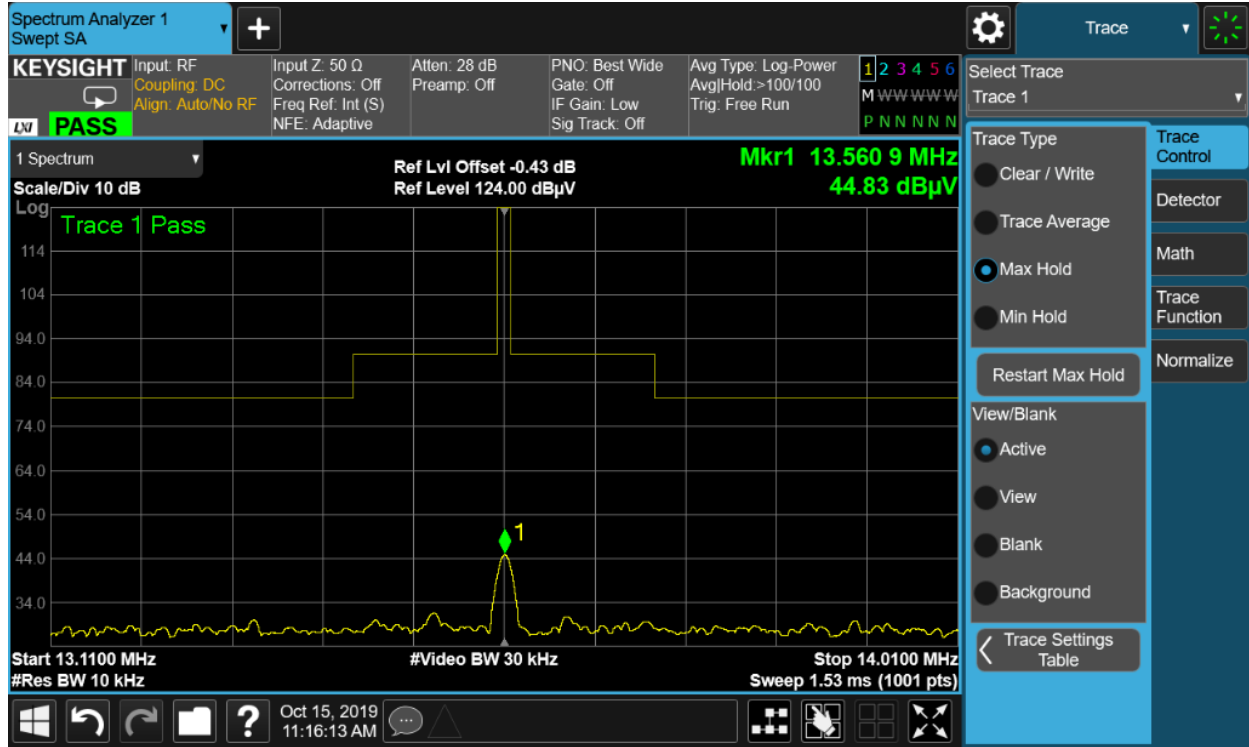 Spectrum Analyzer 1
Swept SA
+
Trace
KEYSIGHT
LXI PASS
Input: RF
Coupling: DC
Align: Auto/No RF
Input Z: 50 Ω
Corrections: Off
Freq Ref: Int (S)
NFE: Adaptive
Atten: 28 dB
Preamp: Off
PNO: Best Wide
Gate: Off
IF Gain: Low
Sig Track: Off
Avg Type: Log-Power
Avg|Hold:>100/100
Trig: Free Run
1 2 3 4 5 6
M W W W W W
P N N N N N
Select Trace
Trace 1
1 Spectrum
Scale/Div 10 dB
Ref Lvl Offset -0.43 dB
Ref Level 124.00 dBµV
Mkr1 13.560 9 MHz
44.83 dBµV
Log
Trace 1 Pass
114
104
94.0
84.0
74.0
64.0
54.0
44.0
34.0
1
Start 13.1100 MHz
#Res BW 10 kHz
#Video BW 30 kHz
Stop 14.0100 MHz
Sweep 1.53 ms (1001 pts)
Trace Type
Clear / Write
Trace Average
Max Hold
Min Hold
Restart Max Hold
View/Blank
Active
View
Blank
Background
Trace Settings
Table
Trace
Control
Detector
Math
Trace
Function
Normalize
?
Oct 15, 2019
11:16:13 AM